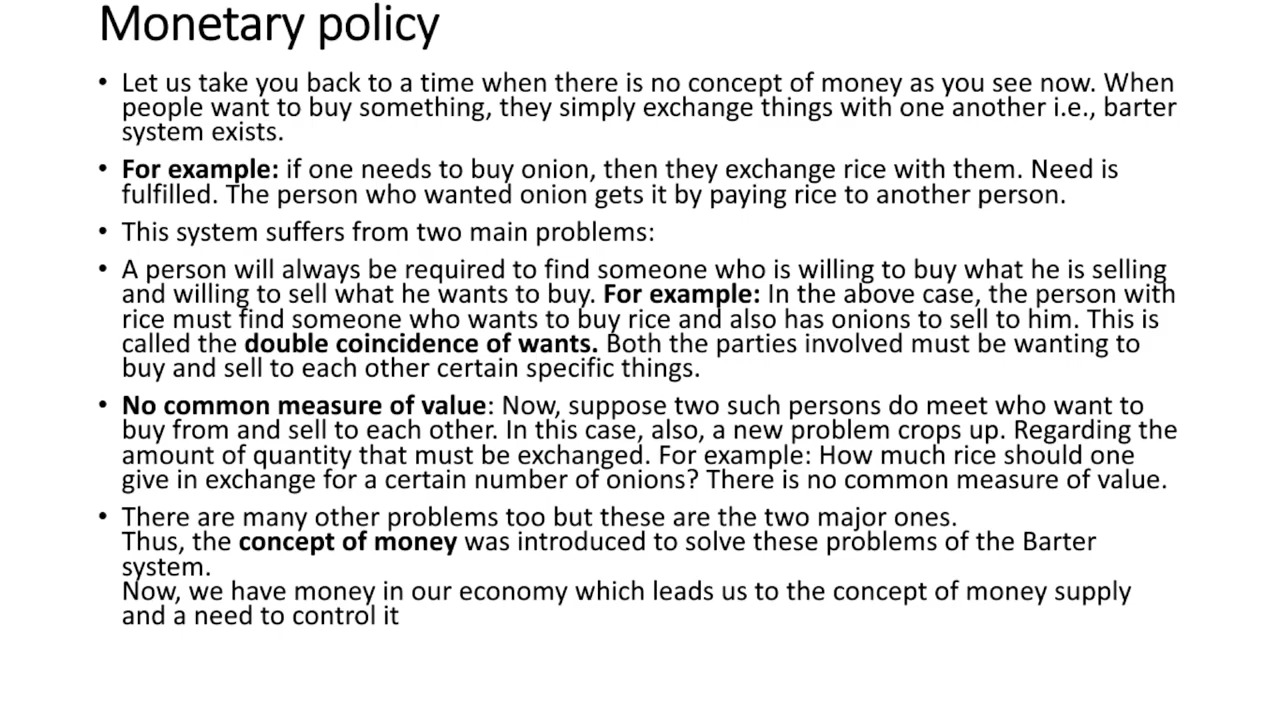 Monetary policy
• Let us take you back to a time when there is no concept of money as you see now. When
people want to buy something, they simply exchange things with one another i.e., barter
system exists.
• For example: if one needs to buy onion, then they exchange rice with them. Need is
fulfilled. The person who wanted onion gets it by paying rice to another person.
• This system suffers from two main problems:
• A person will always be required to find someone who is willing to buy what he is selling
and willing to sell what he wants to buy. For example: In the above case, the person with
rice must find someone who wants to buy rice and also has onions to sell to him. This is
called the double coincidence of wants. Both the parties involved must be wanting to
buy and sell to each other certain specific things.
• No common measure of value: Now, suppose two such persons do meet who want to
buy from and sell to each other. In this case, also, a new problem crops up. Regarding the
amount of quantity that must be exchanged. For example: How much rice should one
give in exchange for a certain number of onions? There is no common measure of value.
• There are many other problems too but these are the two major ones.
Thus, the concept of money was introduced to solve these problems of the Barter
system.
Now, we have money in our economy which leads us to the concept of money supply
and a need to control it